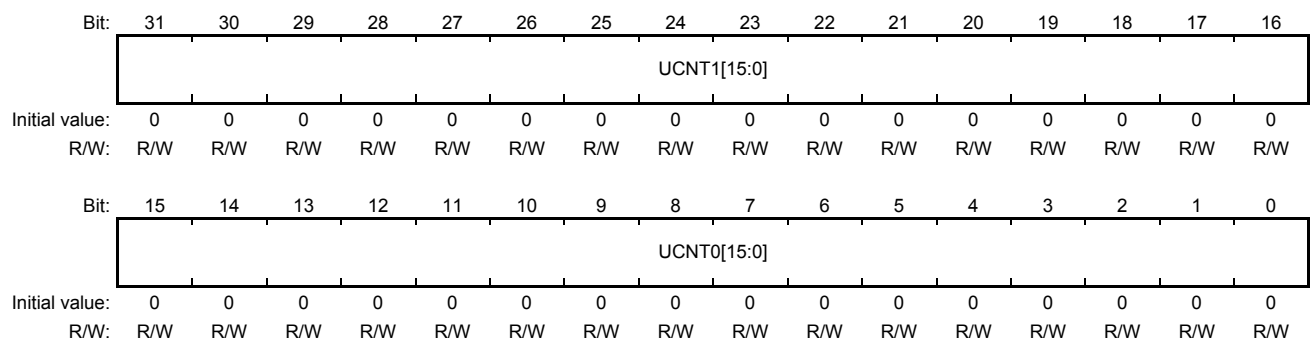 Bit: 31 30 29 28 27 26 25 24 23 22 21 20 19 18 17 16
UCNT1[15:0]
Initial value: 0 0 0 0 0 0 0 0 0 0 0 0 0 0 0 0
R/W: R/W R/W R/W R/W R/W R/W R/W R/W R/W R/W R/W R/W R/W R/W R/W R/W
Bit: 15 14 13 12 11 10 9 8 7 6 5 4 3 2 1 0
UCNT0[15:0]
Initial value: 0 0 0 0 0 0 0 0 0 0 0 0 0 0 0 0
R/W: R/W R/W R/W R/W R/W R/W R/W R/W R/W R/W R/W R/W R/W R/W R/W R/W